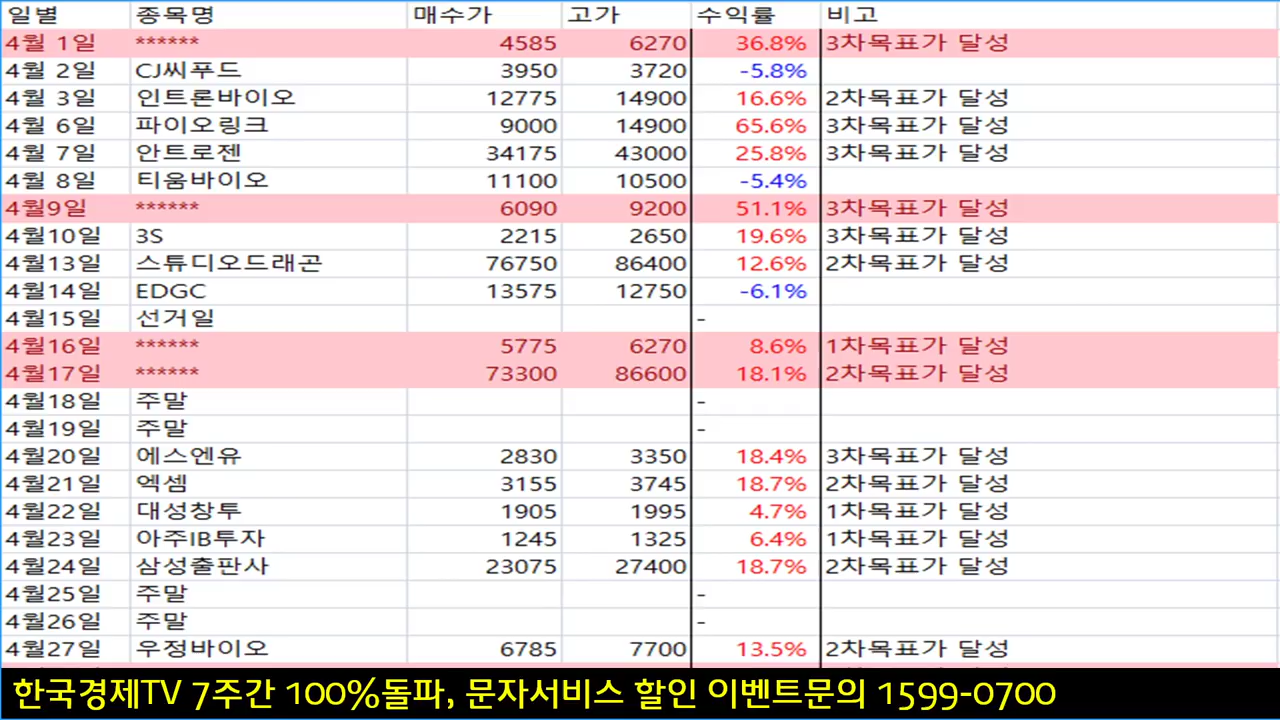 일별 종목명 매수가 고가 수익률 비고
4월 1일 ****** 4585 6270 36.8% 3차목표가 달성
4월 2일 CJ씨푸드 3950 3720 -5.8%
4월 3일 인트론바이오 12775 14900 16.6% 2차목표가 달성
4월 6일 파이오링크 9000 14900 65.6% 3차목표가 달성
4월 7일 안트로젠 34175 43000 25.8% 3차목표가 달성
4월 8일 티움바이오 11100 10500 -5.4%
4월9일 ****** 6090 9200 51.1% 3차목표가 달성
4월10일 3S 2215 2650 19.6% 3차목표가 달성
4월13일 스튜디오드래곤 76750 86400 12.6% 2차목표가 달성
4월14일 EDGC 13575 12750 -6.1%
4월15일 선거일 -
4월16일 ****** 5775 6270 8.6% 1차목표가 달성
4월17일 ****** 73300 86600 18.1% 2차목표가 달성
4월18일 주말 -
4월19일 주말 -
4월20일 에스엔유 2830 3350 18.4% 3차목표가 달성
4월21일 엑셈 3155 3745 18.7% 2차목표가 달성
4월22일 대성창투 1905 1995 4.7% 1차목표가 달성
4월23일 아주IB투자 1245 1325 6.4% 1차목표가 달성
4월24일 삼성출판사 23075 27400 18.7% 2차목표가 달성
4월25일 주말 -
4월26일 주말 -
4월27일 우정바이오 6785 7700 13.5% 2차목표가 달성
한국경제TV 7주간 100%돌파, 문자서비스 할인 이벤트문의 1599-0700